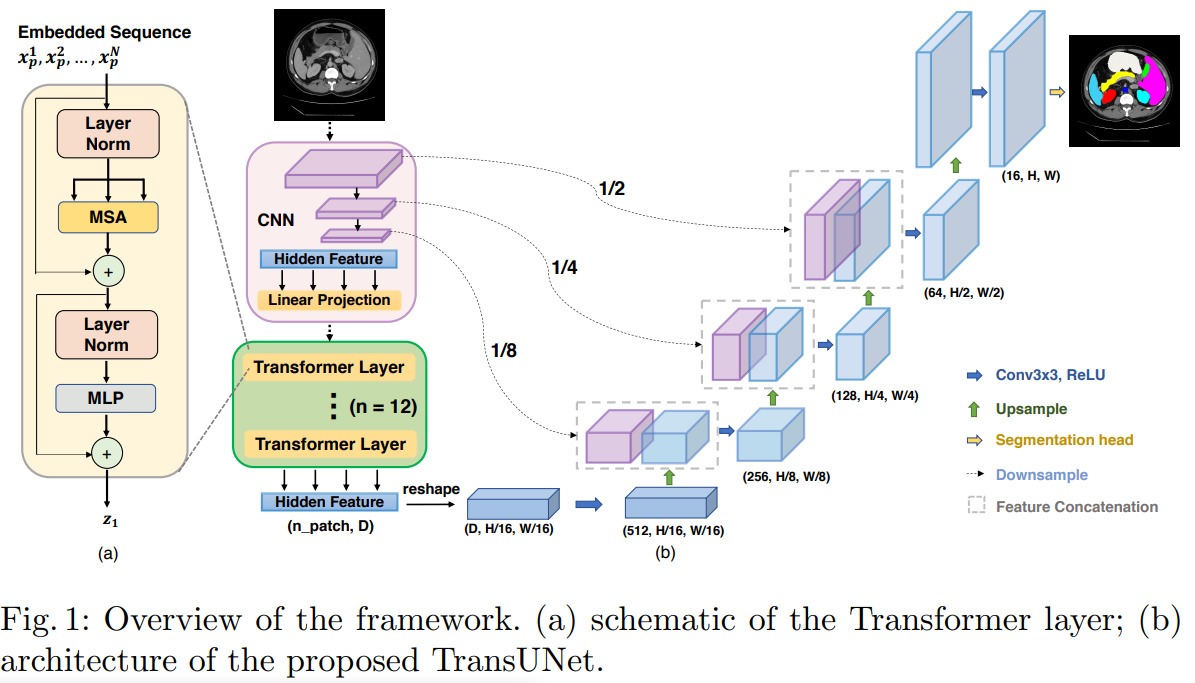 Embedded Sequence
x_p^1, x_p^2, ..., x_p^N
Layer
Norm
MSA
+
Layer
Norm
MLP
+
z_1
(a)
CNN
Hidden Feature
Linear Projection
Transformer Layer
⋮ (n = 12)
Transformer Layer
Hidden Feature
(n_patch, D)
reshape
(D, H/16, W/16)
(512, H/16, W/16)
(b)
1/2
1/4
1/8
(256, H/8, W/8)
(128, H/4, W/4)
(64, H/2, W/2)
(16, H, W)
Conv3x3, ReLU
Upsample
Segmentation head
Downsample
Feature Concatenation
Fig. 1: Overview of the framework. (a) schematic of the Transformer layer; (b)
architecture of the proposed TransUNet.